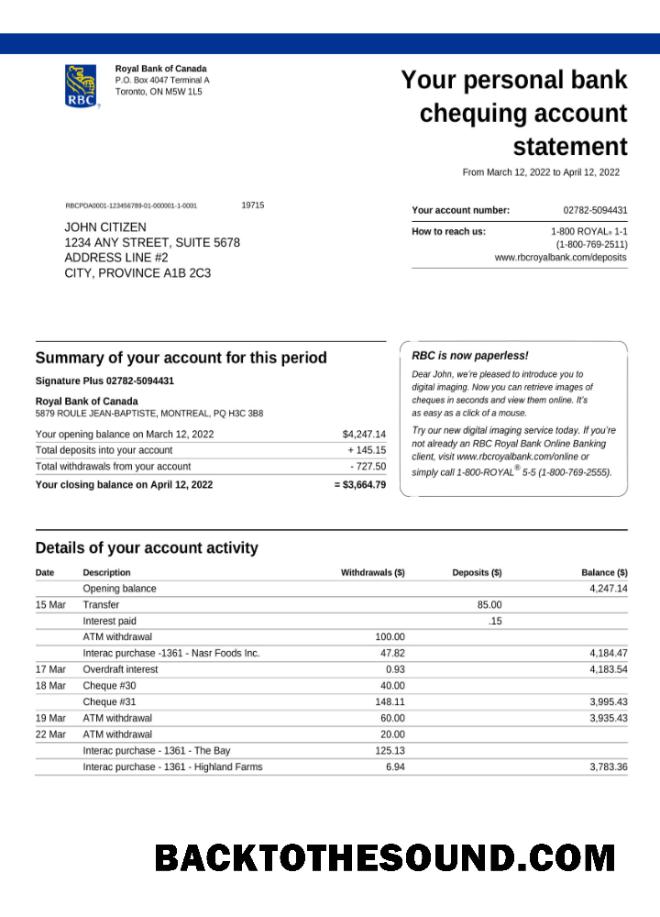 RBC
Royal Bank of Canada
P.O. Box 4047 Terminal A
Toronto, ON M5W 1L5
Your personal bank
chequing account
statement
From March 12, 2022 to April 12, 2022
RBCPDA0001-123456789-01-000001-1-0001 19715
JOHN CITIZEN
1234 ANY STREET, SUITE 5678
ADDRESS LINE #2
CITY, PROVINCE A1B 2C3
Your account number: 02782-5094431
How to reach us: 1-800 ROYAL® 1-1
(1-800-769-2511)
www.rbcroyalbank.com/deposits
Summary of your account for this period
Signature Plus 02782-5094431
Royal Bank of Canada
5879 ROULE JEAN-BAPTISTE, MONTREAL, PQ H3C 3B8
Your opening balance on March 12, 2022 $4,247.14
Total deposits into your account + 145.15
Total withdrawals from your account - 727.50
Your closing balance on April 12, 2022 = $3,664.79
RBC is now paperless!
Dear John, we're pleased to introduce you to
digital imaging. Now you can retrieve images of
cheques in seconds and view them online. It's
as easy as a click of a mouse.
Try our new digital imaging service today. If you're
not already an RBC Royal Bank Online Banking
client, visit www.rbcroyalbank.com/online or
simply call 1-800-ROYAL® 5-5 (1-800-769-2555).
Details of your account activity
Date Description Withdrawals ($) Deposits ($) Balance ($)
Opening balance 4,247.14
15 Mar Transfer 85.00
Interest paid .15
ATM withdrawal 100.00
Interac purchase -1361 - Nasr Foods Inc. 47.82 4,184.47
17 Mar Overdraft interest 0.93 4,183.54
18 Mar Cheque #30 40.00
Cheque #31 148.11 3,995.43
19 Mar ATM withdrawal 60.00 3,935.43
22 Mar ATM withdrawal 20.00
Interac purchase - 1361 - The Bay 125.13
Interac purchase - 1361 - Highland Farms 6.94 3,783.36
BACKTOTHESOUND.COM